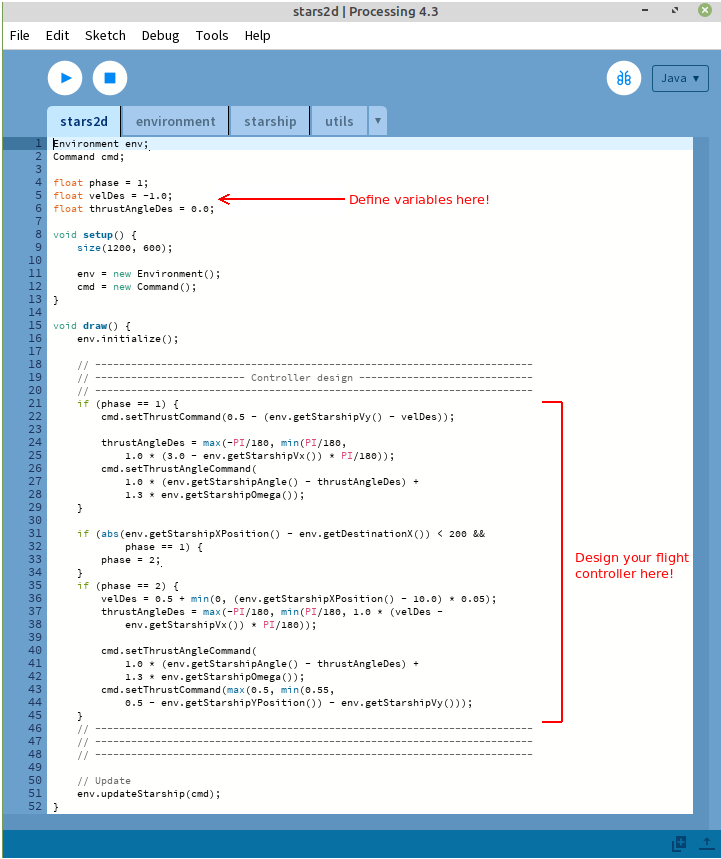 stars2d | Processing 4.3
File Edit Sketch Debug Tools Help
Java ▾
stars2d environment starship utils ▾
1 Environment env;
2 Command cmd;
3
4 float phase = 1;
5 float velDes = -1.0;
6 float thrustAngleDes = 0.0;
Define variables here!
7
8 void setup() {
9     size(1200, 600);
10
11     env = new Environment();
12     cmd = new Command();
13 }
14
15 void draw() {
16     env.initialize();
17
18     // -------------------------------------------------------------------------
19     // ------------------------- Controller design -----------------------------
20     // -------------------------------------------------------------------------
21     if (phase == 1) {
22         cmd.setThrustCommand(0.5 - (env.getStarshipVy() - velDes));
23
24         thrustAngleDes = max(-PI/180, min(PI/180,
25             1.0 * (3.0 - env.getStarshipVx()) * PI/180));
26         cmd.setThrustAngleCommand(
27             1.0 * (env.getStarshipAngle() - thrustAngleDes) +
28             1.3 * env.getStarshipOmega());
29     }
30
31     if (abs(env.getStarshipXPosition() - env.getDestinationX()) < 200 &&
32             phase == 1) {
33         phase = 2;
34     }
35     if (phase == 2) {
36         velDes = 0.5 + min(0, (env.getStarshipXPosition() - 10.0) * 0.05);
37         thrustAngleDes = max(-PI/180, min(PI/180, 1.0 * (velDes -
38             env.getStarshipVx()) * PI/180));
39
40         cmd.setThrustAngleCommand(
41             1.0 * (env.getStarshipAngle() - thrustAngleDes) +
42             1.3 * env.getStarshipOmega());
43         cmd.setThrustCommand(max(0.5, min(0.55,
44             0.5 - env.getStarshipYPosition()) - env.getStarshipVy()));
45     }
Design your flight
controller here!
46     // -------------------------------------------------------------------------
47     // -------------------------------------------------------------------------
48     // -------------------------------------------------------------------------
49
50     // Update
51     env.updateStarship(cmd);
52 }